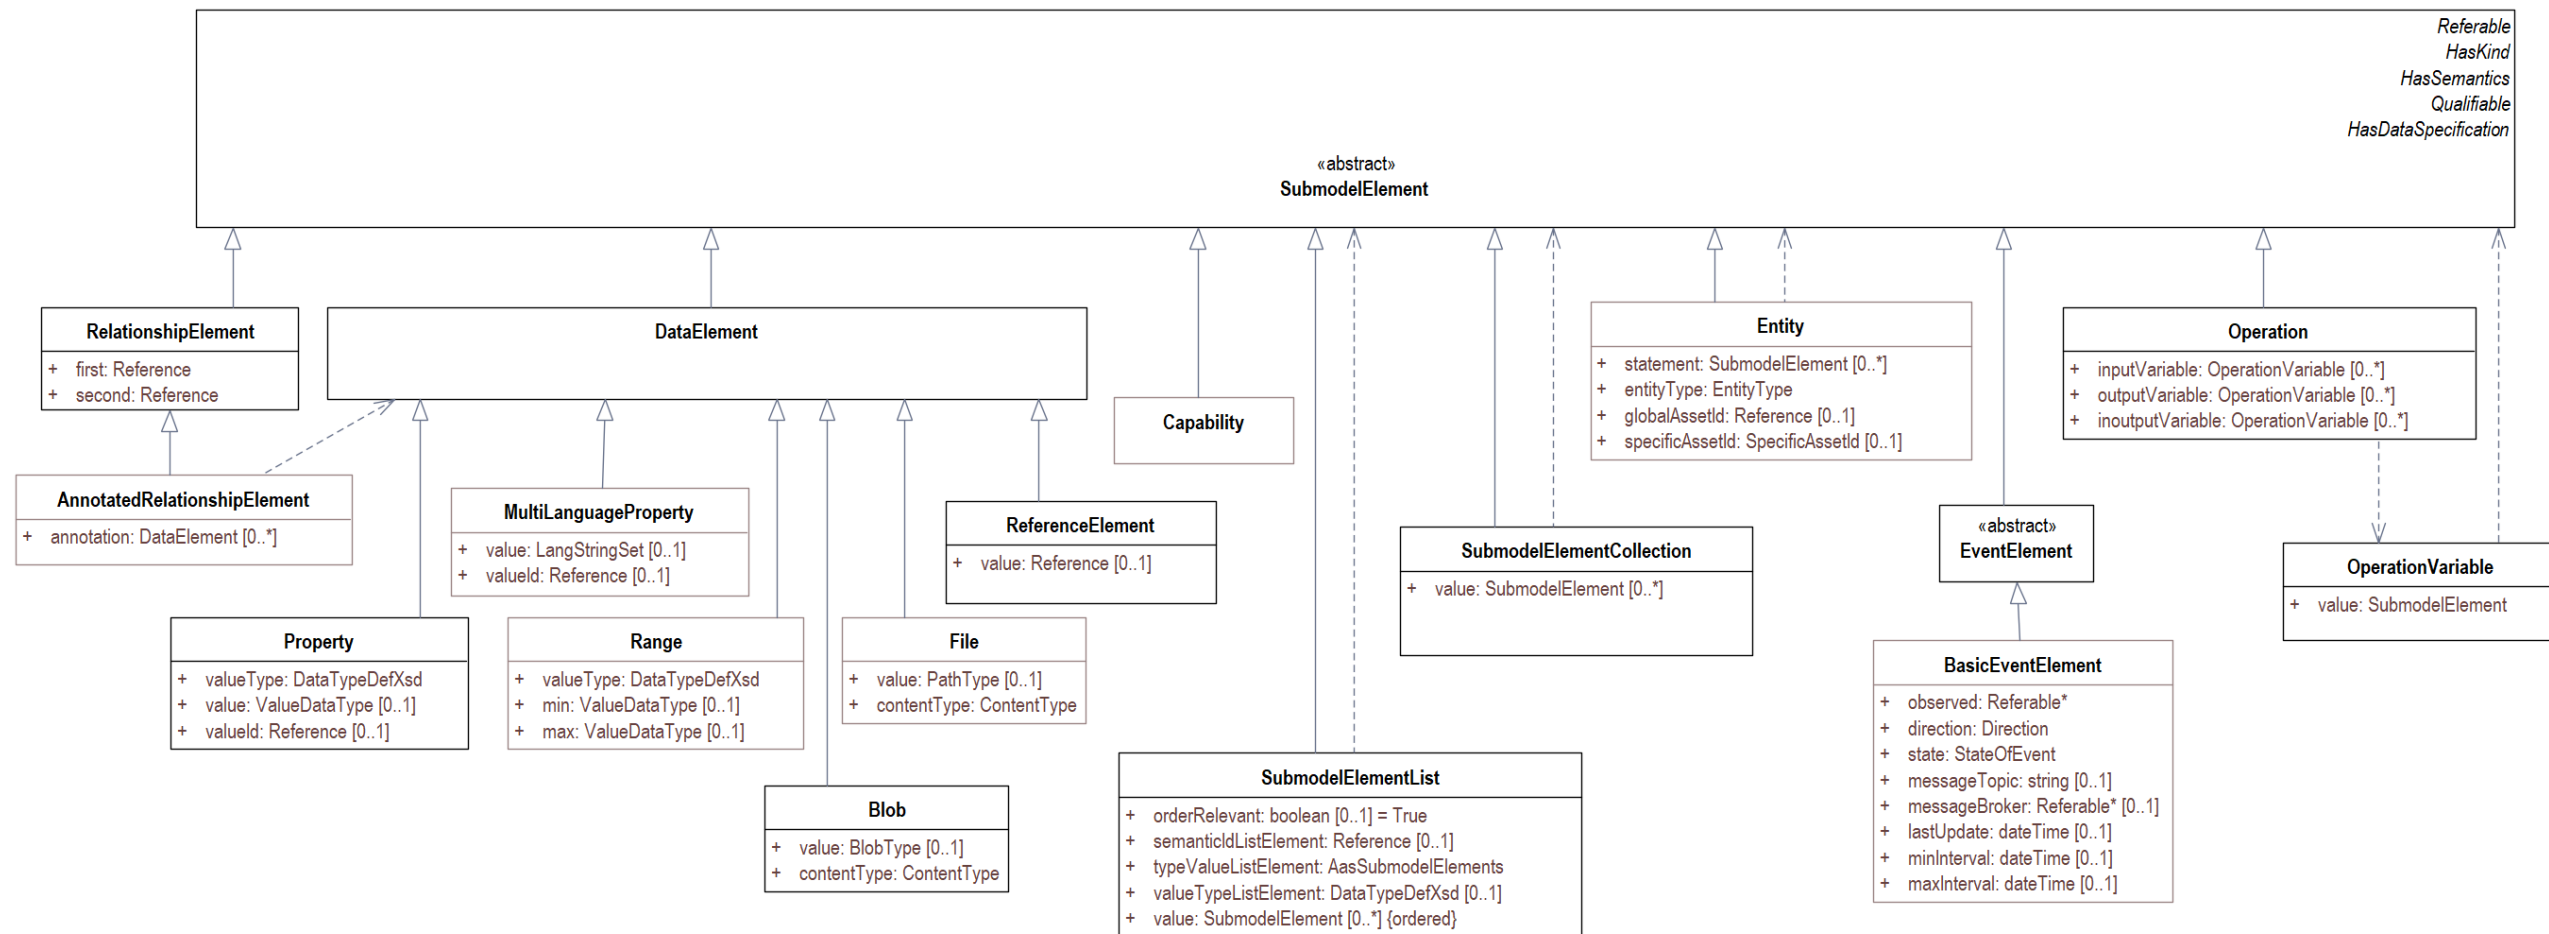 Referable
HasKind
HasSemantics
Qualifiable
HasDataSpecification
«abstract»
SubmodelElement
RelationshipElement
+ first: Reference
+ second: Reference
DataElement
Capability
Entity
+ statement: SubmodelElement [0..*]
+ entityType: EntityType
+ globalAssetId: Reference [0..1]
+ specificAssetId: SpecificAssetId [0..1]
Operation
+ inputVariable: OperationVariable [0..*]
+ outputVariable: OperationVariable [0..*]
+ inoutputVariable: OperationVariable [0..*]
AnnotatedRelationshipElement
+ annotation: DataElement [0..*]
MultiLanguageProperty
+ value: LangStringSet [0..1]
+ valueId: Reference [0..1]
ReferenceElement
+ value: Reference [0..1]
SubmodelElementCollection
+ value: SubmodelElement [0..*]
«abstract»
EventElement
OperationVariable
+ value: SubmodelElement
Property
+ valueType: DataTypeDefXsd
+ value: ValueDataType [0..1]
+ valueId: Reference [0..1]
Range
+ valueType: DataTypeDefXsd
+ min: ValueDataType [0..1]
+ max: ValueDataType [0..1]
File
+ value: PathType [0..1]
+ contentType: ContentType
BasicEventElement
+ observed: Referable*
+ direction: Direction
+ state: StateOfEvent
+ messageTopic: string [0..1]
+ messageBroker: Referable* [0..1]
+ lastUpdate: dateTime [0..1]
+ minInterval: dateTime [0..1]
+ maxInterval: dateTime [0..1]
Blob
+ value: BlobType [0..1]
+ contentType: ContentType
SubmodelElementList
+ orderRelevant: boolean [0..1] = True
+ semanticIdListElement: Reference [0..1]
+ typeValueListElement: AasSubmodelElements
+ valueTypeListElement: DataTypeDefXsd [0..1]
+ value: SubmodelElement [0..*] {ordered}